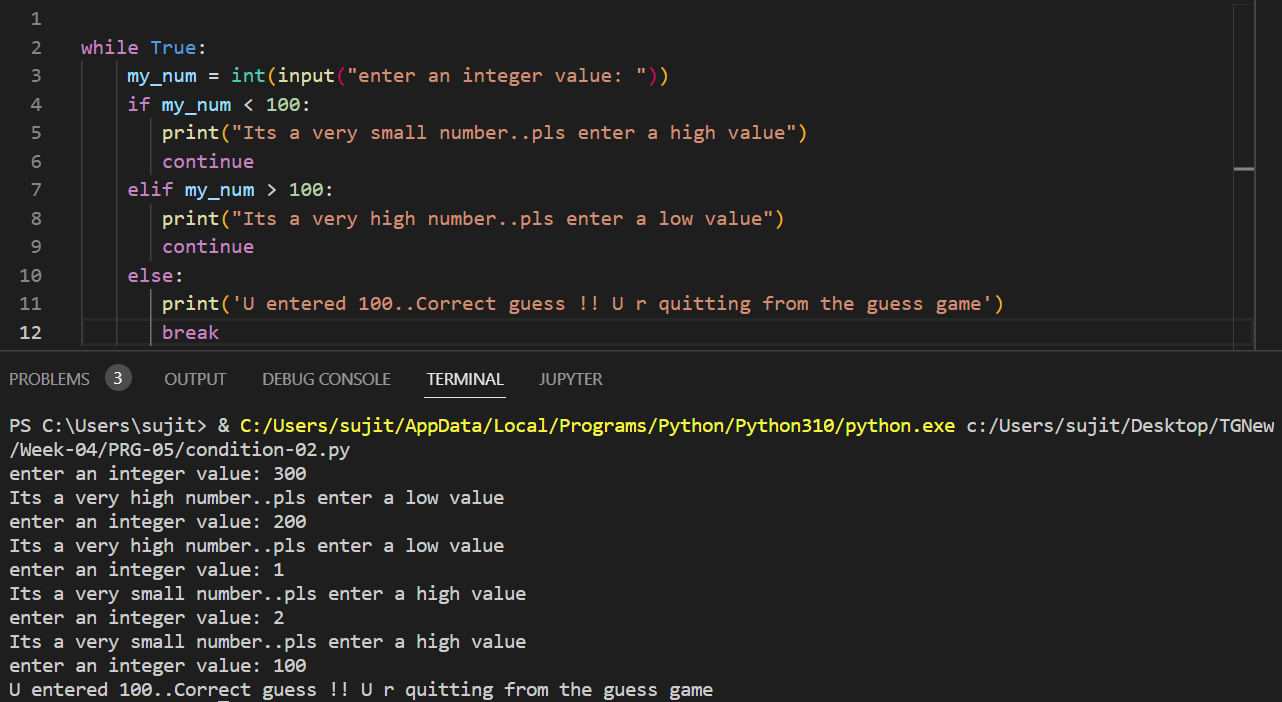 1
2 while True:
3 my_num = int(input("enter an integer value: "))
4 if my_num < 100:
5 print("Its a very small number..pls enter a high value")
6 continue
7 elif my_num > 100:
8 print("Its a very high number..pls enter a low value")
9 continue
10 else:
11 print('U entered 100..Correct guess !! U r quitting from the guess game')
12 break
PROBLEMS 3 OUTPUT DEBUG CONSOLE TERMINAL JUPYTER
PS C:\Users\sujit> & C:/Users/sujit/AppData/Local/Programs/Python/Python310/python.exe c:/Users/sujit/Desktop/TGNew
/Week-04/PRG-05/condition-02.py
enter an integer value: 300
Its a very high number..pls enter a low value
enter an integer value: 200
Its a very high number..pls enter a low value
enter an integer value: 1
Its a very small number..pls enter a high value
enter an integer value: 2
Its a very small number..pls enter a high value
enter an integer value: 100
U entered 100..Correct guess !! U r quitting from the guess game